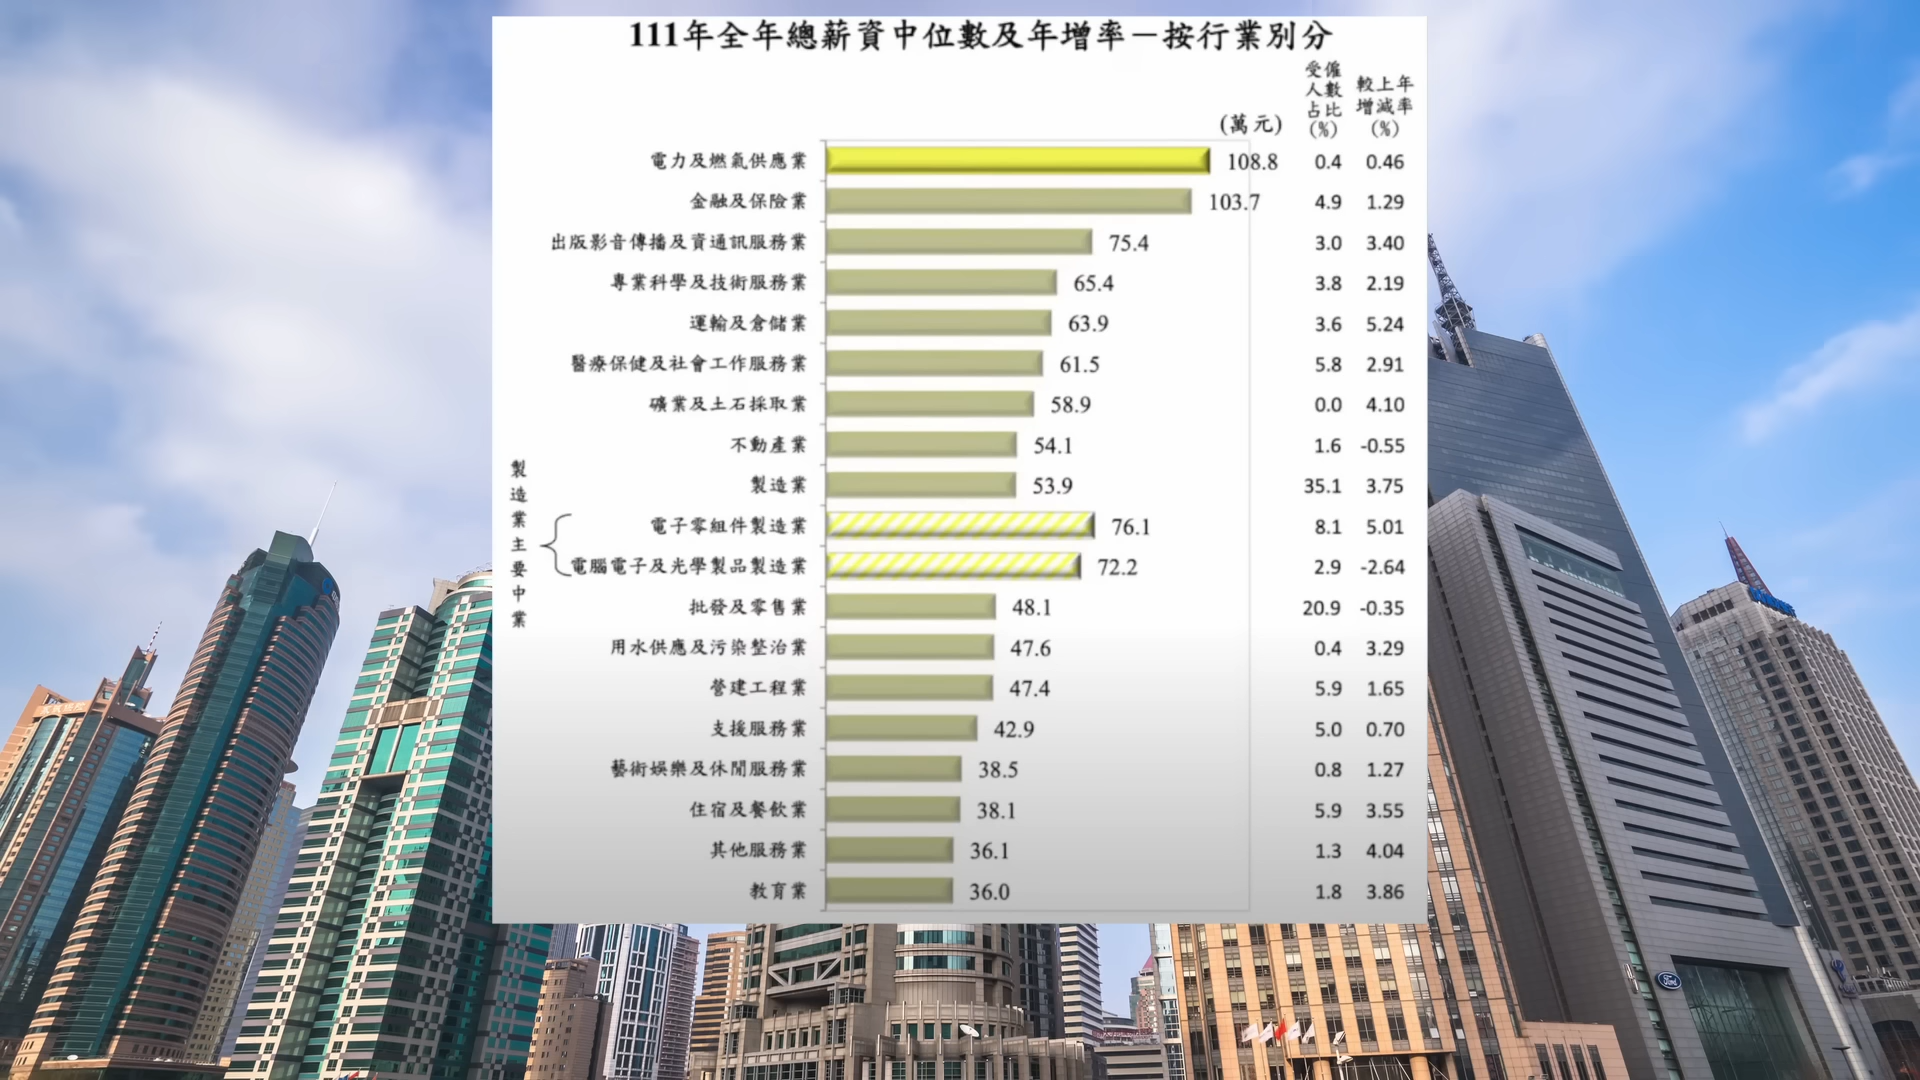 111年全年總薪資中位數及年增率－按行業別分
(萬元)
受僱
人數
占比
(%)
較上年
增減率
(%)
電力及燃氣供應業 108.8 0.4 0.46
金融及保險業 103.7 4.9 1.29
出版影音傳播及資通訊服務業 75.4 3.0 3.40
專業科學及技術服務業 65.4 3.8 2.19
運輸及倉儲業 63.9 3.6 5.24
醫療保健及社會工作服務業 61.5 5.8 2.91
礦業及土石採取業 58.9 0.0 4.10
不動產業 54.1 1.6 -0.55
製造業 53.9 35.1 3.75
製造業主要中業
電子零組件製造業 76.1 8.1 5.01
電腦電子及光學製品製造業 72.2 2.9 -2.64
批發及零售業 48.1 20.9 -0.35
用水供應及污染整治業 47.6 0.4 3.29
營建工程業 47.4 5.9 1.65
支援服務業 42.9 5.0 0.70
藝術娛樂及休閒服務業 38.5 0.8 1.27
住宿及餐飲業 38.1 5.9 3.55
其他服務業 36.1 1.3 4.04
教育業 36.0 1.8 3.86
Ford